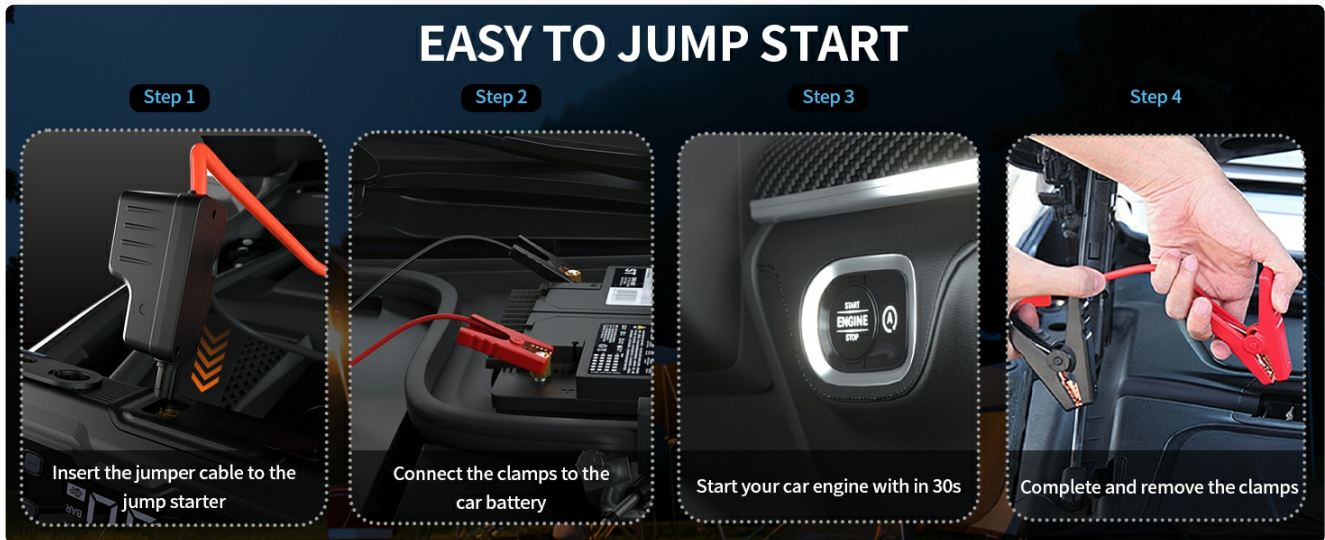 EASY TO JUMP START
Step 1
Step 2
Step 3
Step 4
START
ENGINE
STOP
A
BAR
Insert the jumper cable to the
jump starter
Connect the clamps to the
car battery
Start your car engine with in 30s
Complete and remove the clamps